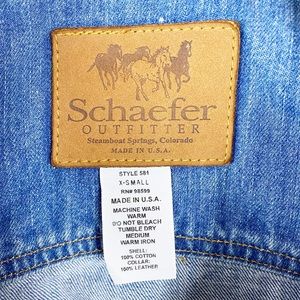 Schaefer
OUTFITTER
Steamboat Springs, Colorado
MADE IN U.S.A.
STYLE 581
X-SMALL
RN# 98599
MADE IN U.S.A.
MACHINE WASH
WARM
DO NOT BLEACH
TUMBLE DRY
MEDIUM
WARM IRON
SHELL:
100% COTTON
COLLAR:
100% LEATHER